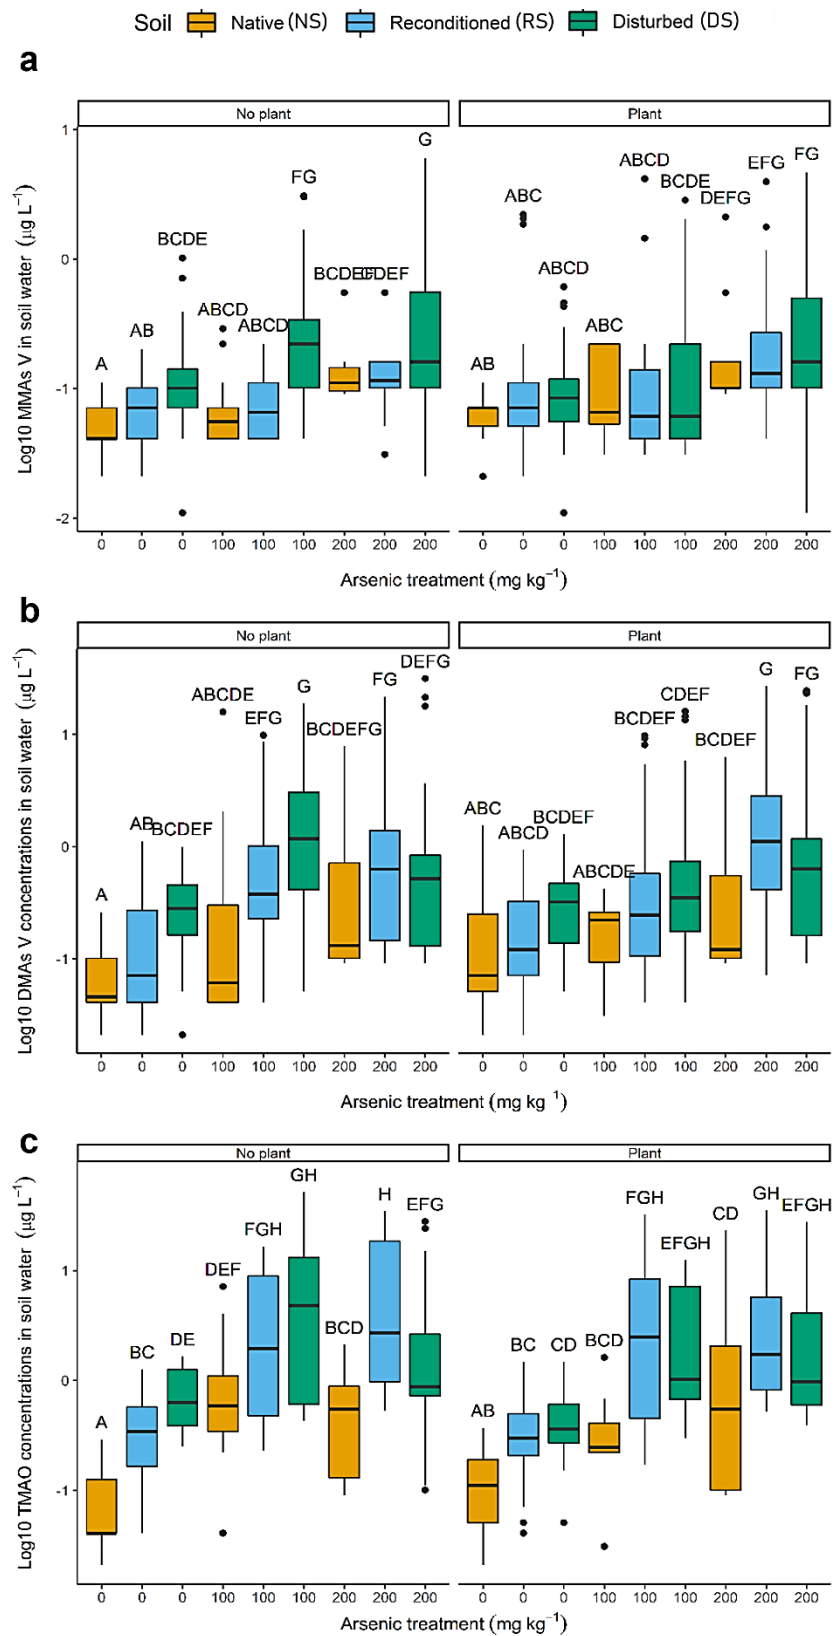 Soil Native (NS) Reconditioned (RS) Disturbed (DS)
a
No plant Plant
Log10 MMAs V in soil water (μg L⁻¹)
1
0
-1
-2
A AB BCDE ABCD ABCD FG BCDEF CDEF G
AB ABC ABCD ABC ABCD BCDE DEFG EFG FG
0 0 0 100 100 100 200 200 200 0 0 0 100 100 100 200 200 200
Arsenic treatment (mg kg⁻¹)
b
No plant Plant
Log10 DMAs V concentrations in soil water (μg L⁻¹)
1
0
-1
A AB BCDEF ABCDE EFG G BCDEFG FG DEFG
ABC ABCD BCDEF ABCDE BCDEF CDEF BCDEF G FG
0 0 0 100 100 100 200 200 200 0 0 0 100 100 100 200 200 200
Arsenic treatment (mg kg⁻¹)
c
No plant Plant
Log10 TMAO concentrations in soil water (μg L⁻¹)
1
0
-1
A BC DE DEF FGH GH BCD H EFG
AB BC CD BCD FGH EFGH CD GH EFGH
0 0 0 100 100 100 200 200 200 0 0 0 100 100 100 200 200 200
Arsenic treatment (mg kg⁻¹)